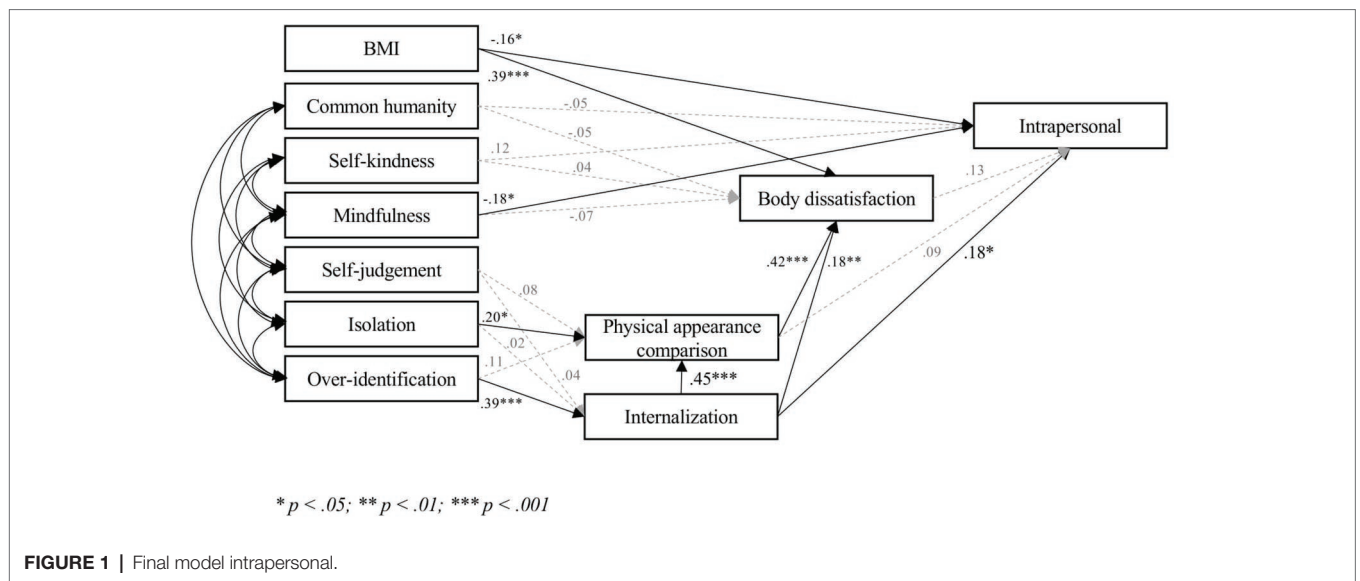 BMI
-.16*
.39***
Common humanity
-.05
-.05
Intrapersonal
Self-kindness
.12
.04
.13
Body dissatisfaction
Mindfulness
-.18*
-.07
.42***
.18**
.09
.18*
Self-judgement
.08
Isolation
.20*
.02
Physical appearance
comparison
Over-identification
.11
.04
.45***
.39***
Internalization
* p < .05; ** p < .01; *** p < .001
FIGURE 1 | Final model intrapersonal.